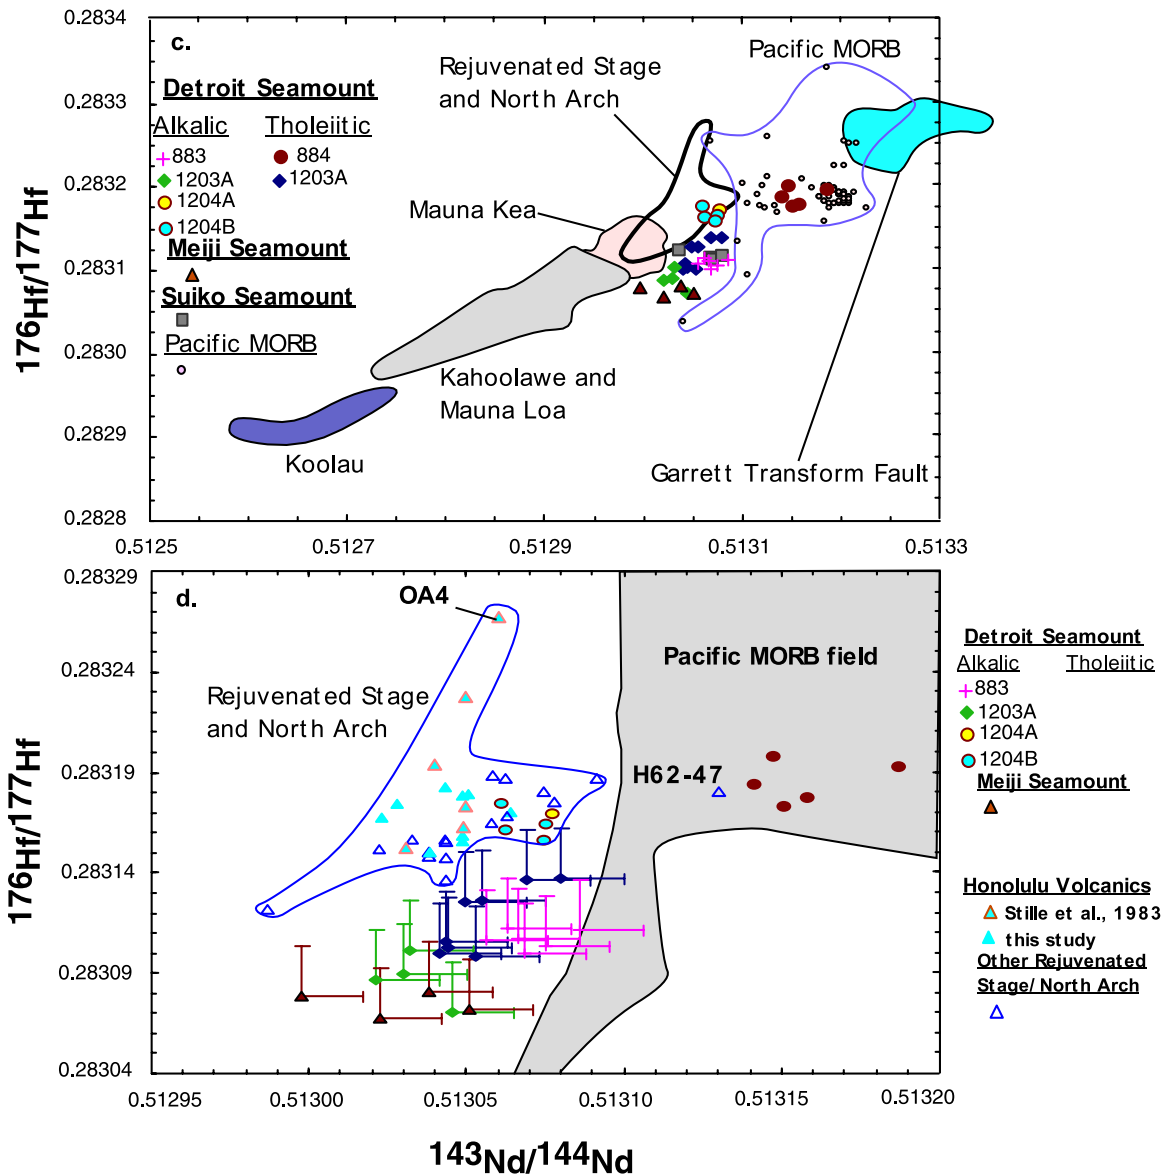 0.2834
0.2833
0.2832
0.2831
0.2830
0.2829
0.2828
176Hf/177Hf
c.
Detroit Seamount
Alkalic Tholeiitic
883 884
1203A 1203A
1204A
1204B
Meiji Seamount
Suiko Seamount
Pacific MORB
Pacific MORB
Rejuvenated Stage
and North Arch
Mauna Kea
Kahoolawe and
Mauna Loa
Koolau
Garrett Transform Fault
0.5125 0.5127 0.5129 0.5131 0.5133
0.28329
0.28324
0.28319
0.28314
0.28309
0.28304
176Hf/177Hf
d.
OA4
Pacific MORB field
Rejuvenated Stage
and North Arch
H62-47
0.51295 0.51300 0.51305 0.51310 0.51315 0.51320
143Nd/144Nd
Detroit Seamount
Alkalic Tholeiitic
883
1203A
1204A
1204B
Meiji Seamount
Honolulu Volcanics
Stille et al., 1983
this study
Other Rejuvenated
Stage/ North Arch